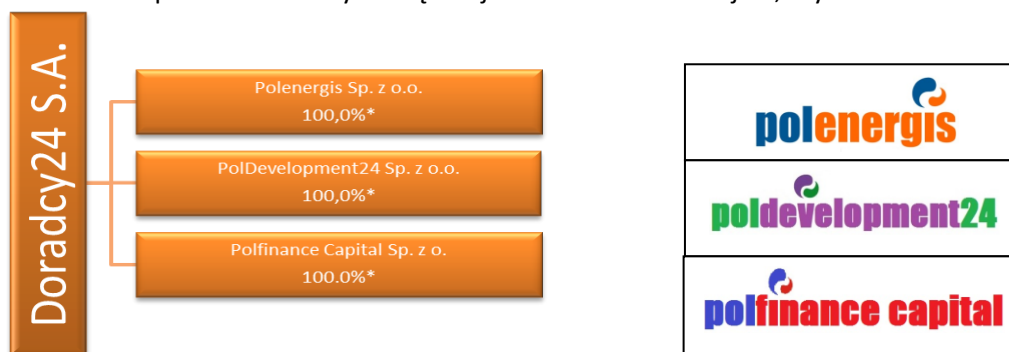 Doradcy24 S.A.
Polenergis Sp. z o.o.
100,0%*
PolDevelopment24 Sp. z o.o.
100,0%*
Polfinance Capital Sp. z o.
100.0%*
polenergis
poldevelopment24
polfinance capital